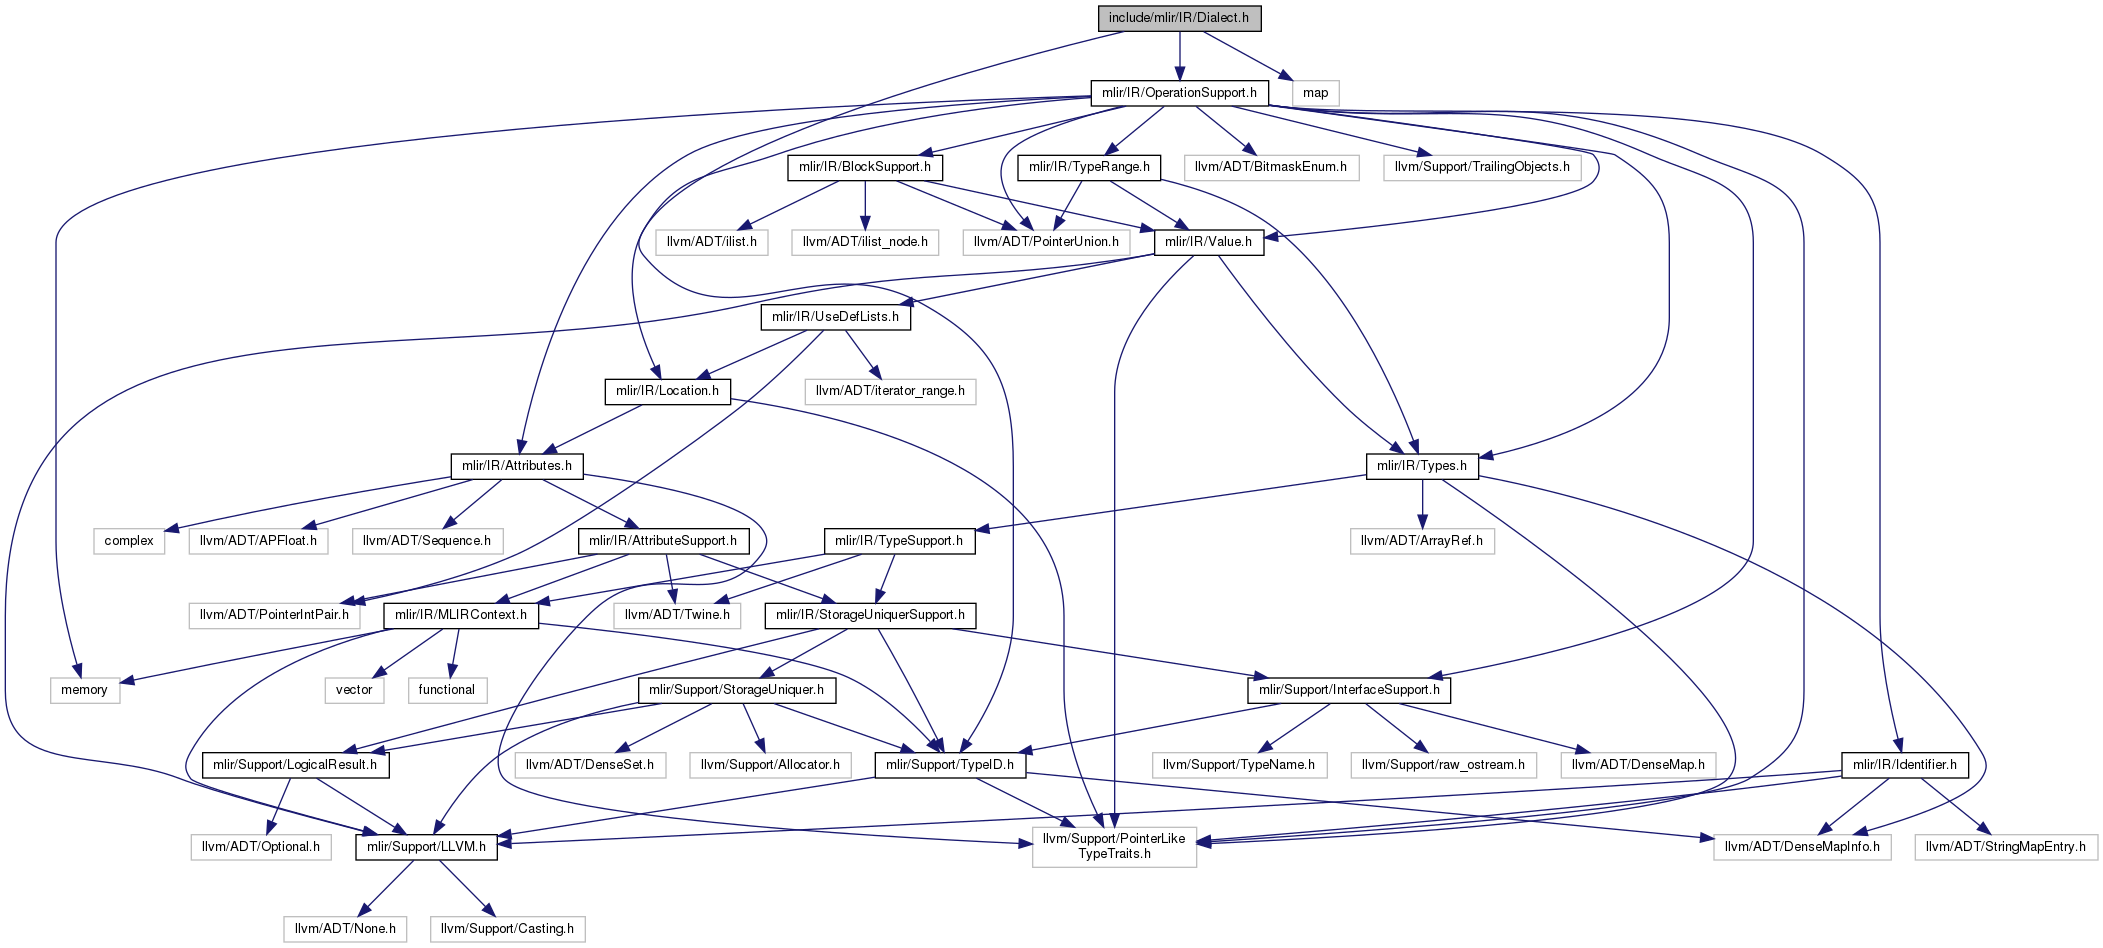 include/mlir/IR/Dialect.h
mlir/IR/OperationSupport.h
map
mlir/IR/BlockSupport.h
mlir/IR/TypeRange.h
llvm/ADT/BitmaskEnum.h
llvm/Support/TrailingObjects.h
llvm/ADT/ilist.h
llvm/ADT/ilist_node.h
llvm/ADT/PointerUnion.h
mlir/IR/Value.h
mlir/IR/UseDefLists.h
mlir/IR/Location.h
llvm/ADT/iterator_range.h
mlir/IR/Attributes.h
mlir/IR/Types.h
complex
llvm/ADT/APFloat.h
llvm/ADT/Sequence.h
mlir/IR/AttributeSupport.h
mlir/IR/TypeSupport.h
llvm/ADT/ArrayRef.h
llvm/ADT/PointerIntPair.h
mlir/IR/MLIRContext.h
llvm/ADT/Twine.h
mlir/IR/StorageUniquerSupport.h
memory
vector
functional
mlir/Support/StorageUniquer.h
mlir/Support/InterfaceSupport.h
mlir/Support/LogicalResult.h
llvm/ADT/DenseSet.h
llvm/Support/Allocator.h
mlir/Support/TypeID.h
llvm/Support/TypeName.h
llvm/Support/raw_ostream.h
llvm/ADT/DenseMap.h
mlir/IR/Identifier.h
llvm/ADT/Optional.h
mlir/Support/LLVM.h
llvm/Support/PointerLike
TypeTraits.h
llvm/ADT/DenseMapInfo.h
llvm/ADT/StringMapEntry.h
llvm/ADT/None.h
llvm/Support/Casting.h